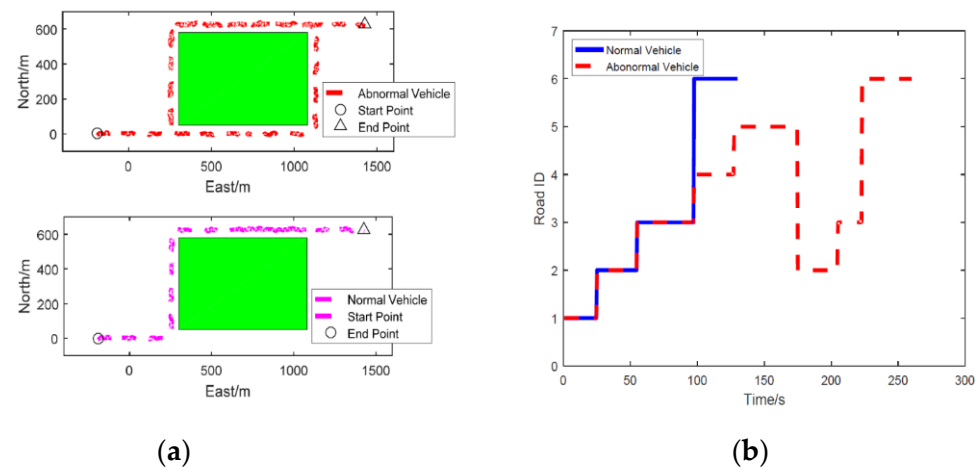 600
400
200
0
North/m
0
500
1000
1500
East/m
Abnormal Vehicle
Start Point
End Point
600
400
200
0
North/m
0
500
1000
1500
East/m
Normal Vehicle
Start Point
End Point
(a)
7
6
5
4
3
2
1
0
Road ID
Normal Vehicle
Abonormal Vehicle
0
50
100
150
200
250
300
Time/s
(b)